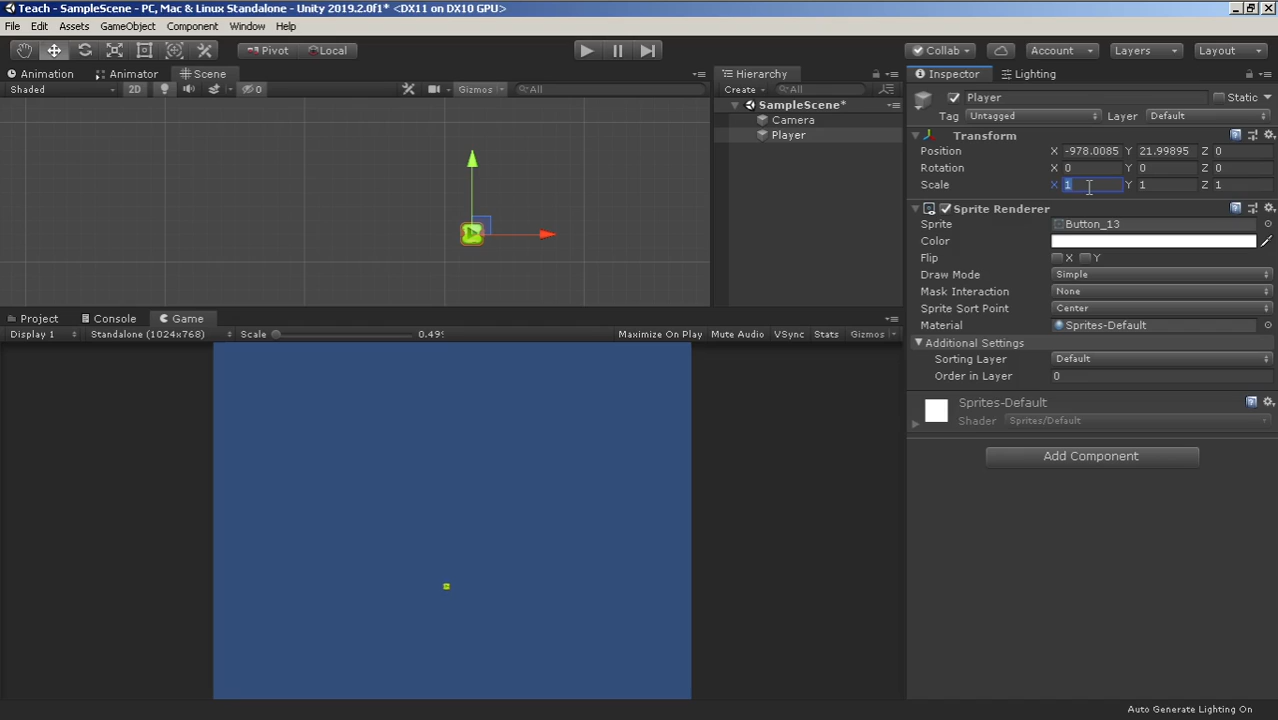 Teach - SampleScene - PC, Mac & Linux Standalone - Unity 2019.2.0f1* <DX11 on DX10 GPU>
File Edit Assets GameObject Component Window Help
Pivot Local Collab Account Layers Layout
Animation Animator Scene Hierarchy Inspector Lighting
Shaded 2D 0 Gizmos All Create All
Player Static
SampleScene*
Camera
Player
Tag Untagged Layer Default
Transform
Position X -978.0085 Y 21.99895 Z 0
Rotation X 0 Y 0 Z 0
Scale X 1 Y 1 Z 1
Sprite Renderer
Sprite Button_13
Color
Flip X Y
Draw Mode Simple
Mask Interaction None
Sprite Sort Point Center
Material Sprites-Default
Additional Settings
Sorting Layer Default
Order in Layer 0
Sprites-Default
Shader Sprites/Default
Add Component
Project Console Game
Display 1 Standalone (1024x768) Scale 0.49 Maximize On Play Mute Audio VSync Stats Gizmos
Auto Generate Lighting On